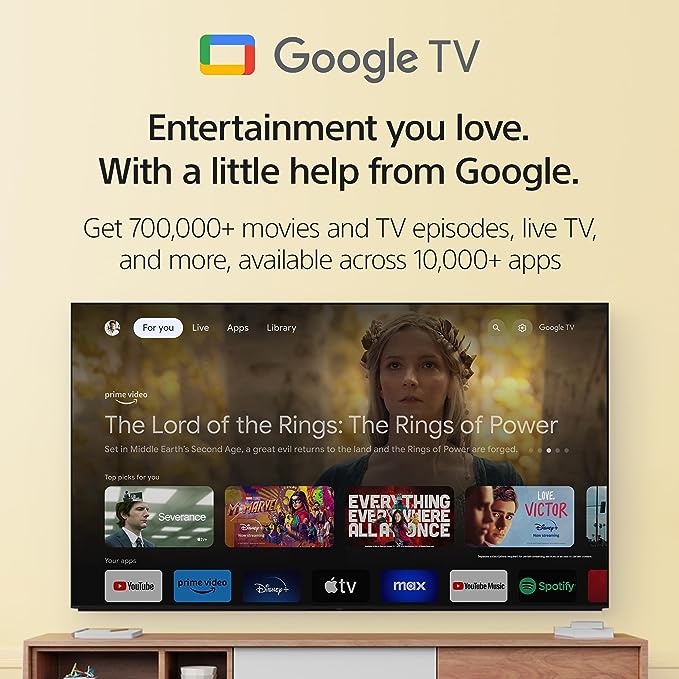 Google TV
Entertainment you love.
With a little help from Google.
Get 700,000+ movies and TV episodes, live TV,
and more, available across 10,000+ apps
For you Live Apps Library Google TV
prime video
The Lord of the Rings: The Rings of Power
Set in Middle Earth's Second Age, a great evil returns to the land and the Rings of Power are forged.
Top picks for you
Severance
tv+
MS. MARVEL
Disney+
Now streaming
EVERYTHING
EVERYWHERE
ALL AT ONCE
LOVE,
VICTOR
Disney+
Now streaming
Your apps
YouTube
prime video
Disney+
tv
max
YouTube Music
Spotify